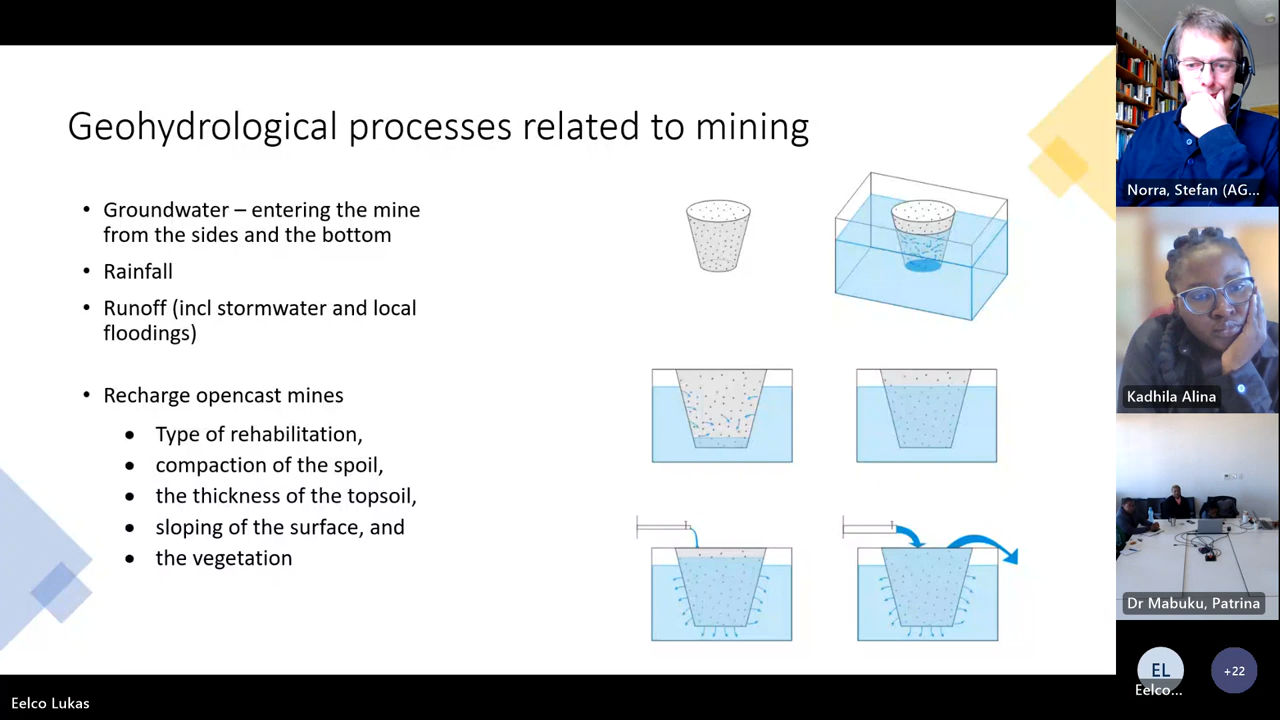 Geohydrological processes related to mining
• Groundwater – entering the mine
from the sides and the bottom
• Rainfall
• Runoff (incl stormwater and local
floodings)
• Recharge opencast mines
• Type of rehabilitation,
• compaction of the spoil,
• the thickness of the topsoil,
• sloping of the surface, and
• the vegetation
Norra, Stefan (AG...
Kadhila Alina
Dr Mabuku, Patrina
EL
Eelco...
+22
Eelco Lukas